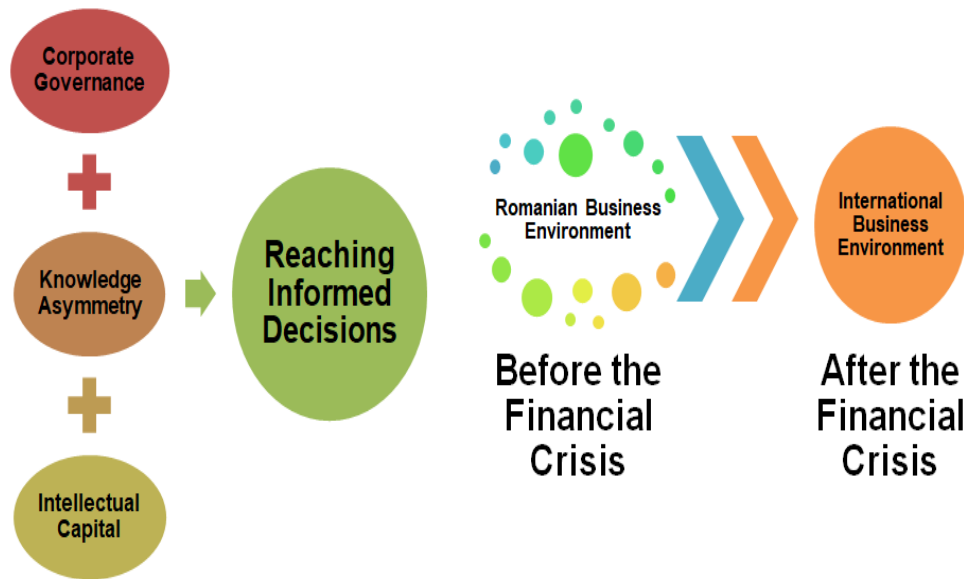 Corporate
Governance
Knowledge
Asymmetry
Intellectual
Capital
Reaching
Informed
Decisions
Romanian Business
Environment
Before the
Financial
Crisis
International
Business
Environment
After the
Financial
Crisis